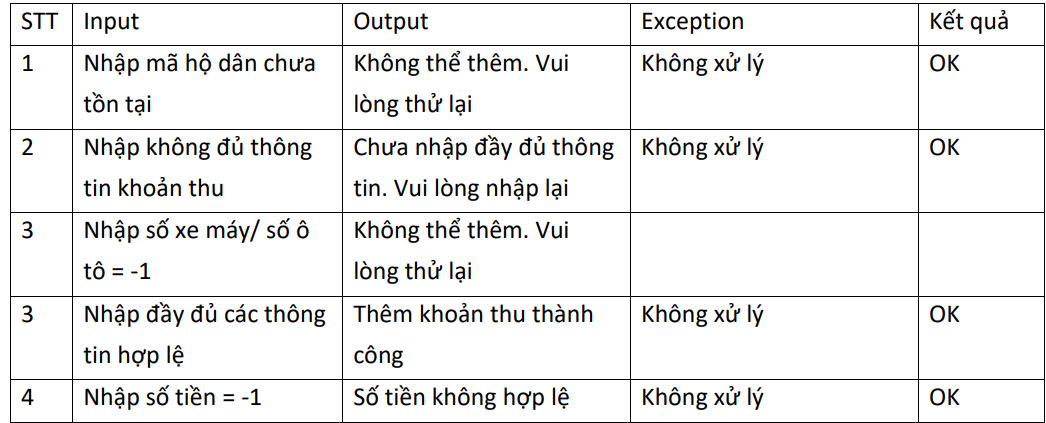 STT Input Output Exception Kết quả
1 Nhập mã hộ dân chưa Không thể thêm. Vui Không xử lý OK
tồn tại lòng thử lại
2 Nhập không đủ thông Chưa nhập đầy đủ thông Không xử lý OK
tin khoản thu tin. Vui lòng nhập lại
3 Nhập số xe máy/ số ô Không thể thêm. Vui
tô = -1 lòng thử lại
3 Nhập đầy đủ các thông Thêm khoản thu thành Không xử lý OK
tin hợp lệ công
4 Nhập số tiền = -1 Số tiền không hợp lệ Không xử lý OK